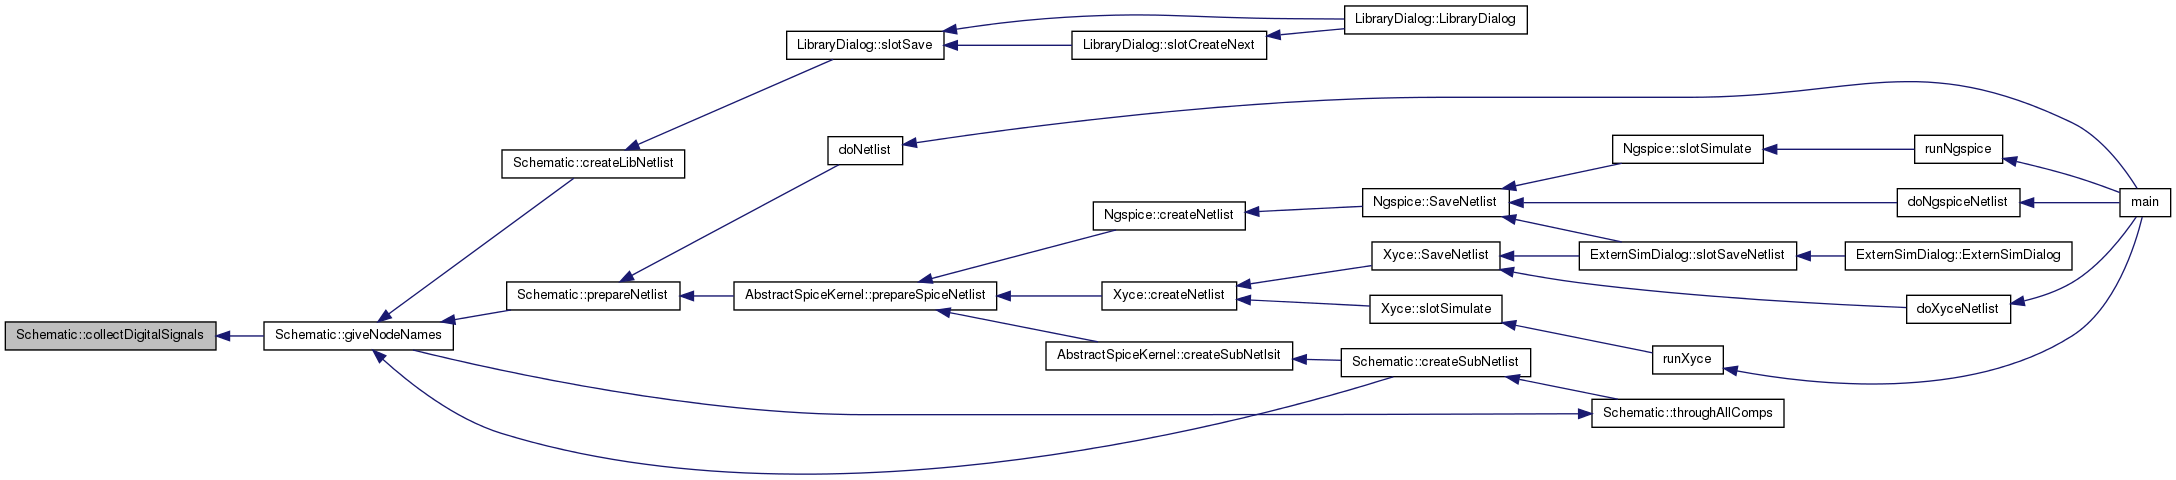 LibraryDialog::LibraryDialog
LibraryDialog::slotSave
LibraryDialog::slotCreateNext
Schematic::createLibNetlist
doNetlist
Ngspice::slotSimulate
runNgspice
Ngspice::createNetlist
Ngspice::SaveNetlist
doNgspiceNetlist
main
Xyce::SaveNetlist
ExternSimDialog::slotSaveNetlist
ExternSimDialog::ExternSimDialog
Schematic::prepareNetlist
AbstractSpiceKernel::prepareSpiceNetlist
Xyce::createNetlist
Xyce::slotSimulate
doXyceNetlist
Schematic::collectDigitalSignals
Schematic::giveNodeNames
AbstractSpiceKernel::createSubNetlsit
Schematic::createSubNetlist
runXyce
Schematic::throughAllComps